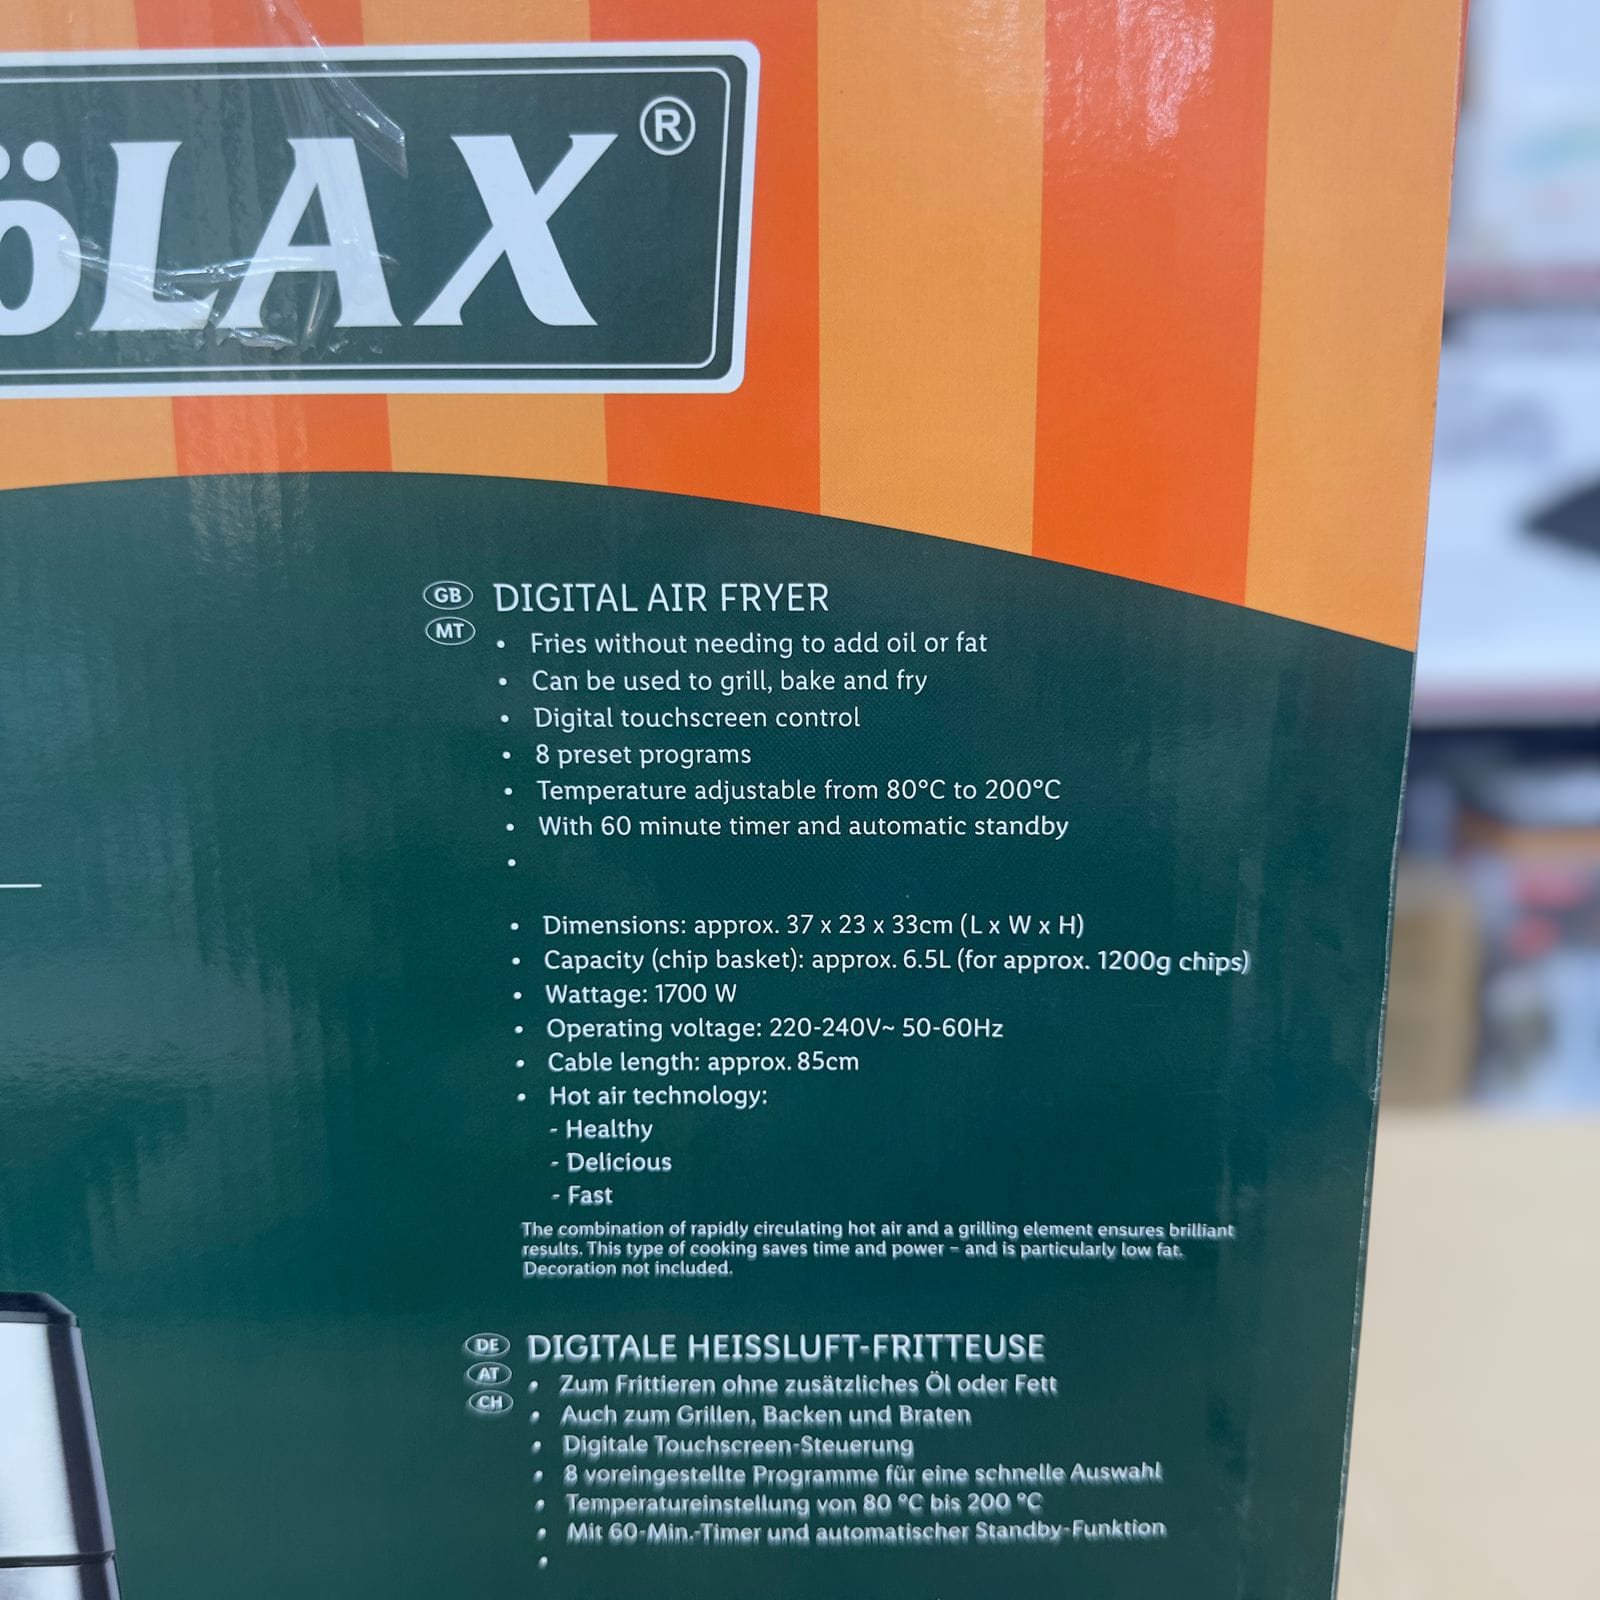 öLAX®
GB DIGITAL AIR FRYER
MT
• Fries without needing to add oil or fat
• Can be used to grill, bake and fry
• Digital touchscreen control
• 8 preset programs
• Temperature adjustable from 80°C to 200°C
• With 60 minute timer and automatic standby
•
• Dimensions: approx. 37 x 23 x 33cm (L x W x H)
• Capacity (chip basket): approx. 6.5L (for approx. 1200g chips)
• Wattage: 1700 W
• Operating voltage: 220-240V~ 50-60Hz
• Cable length: approx. 85cm
• Hot air technology:
- Healthy
- Delicious
- Fast
The combination of rapidly circulating hot air and a grilling element ensures brilliant
results. This type of cooking saves time and power – and is particularly low fat.
Decoration not included.
DE DIGITALE HEISSLUFT-FRITTEUSE
AT
CH
• Zum Frittieren ohne zusätzliches Öl oder Fett
• Auch zum Grillen, Backen und Braten
• Digitale Touchscreen-Steuerung
• 8 voreingestellte Programme für eine schnelle Auswahl
• Temperatureinstellung von 80 °C bis 200 °C
• Mit 60-Min.-Timer und automatischer Standby-Funktion
•